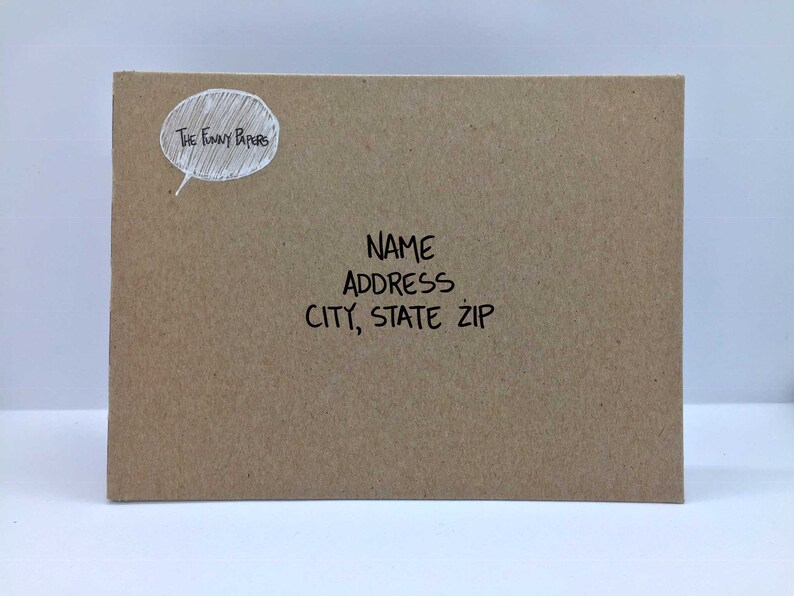 THE FUNNY PAPERS
NAME
ADDRESS
CITY, STATE ZIP